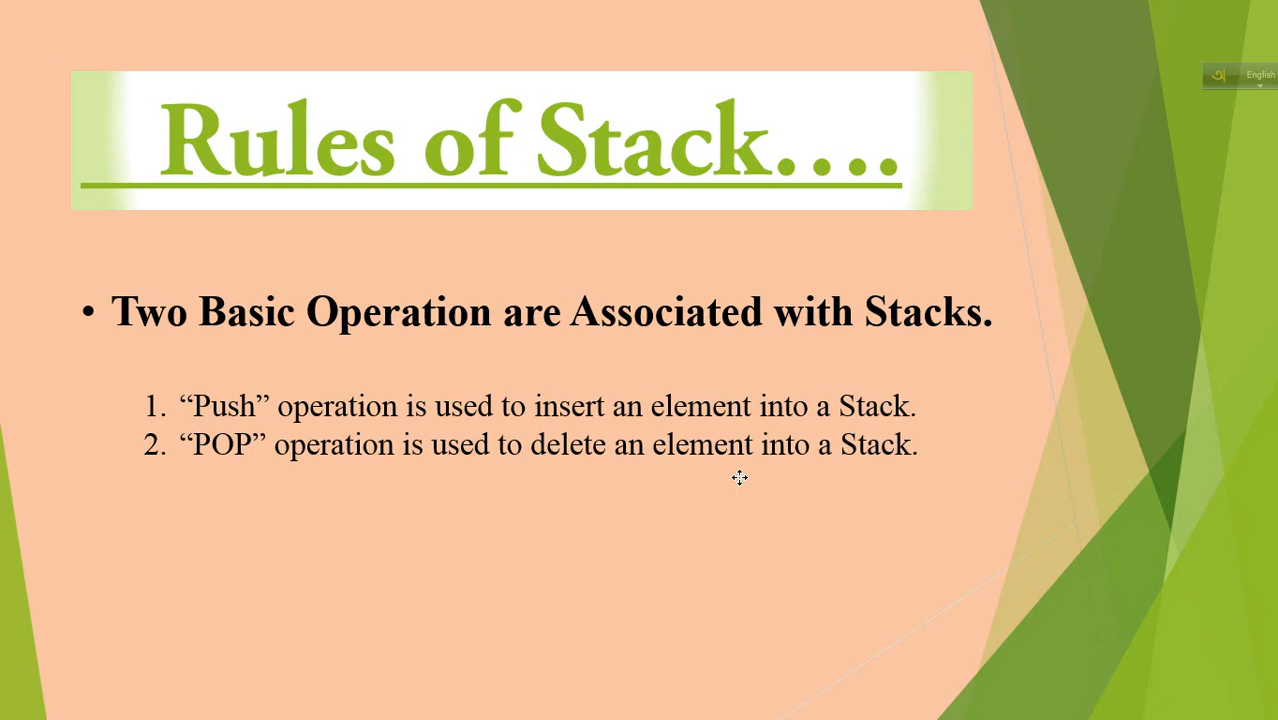 Rules of Stack....
অ English
• Two Basic Operation are Associated with Stacks.
1. “Push” operation is used to insert an element into a Stack.
2. “POP” operation is used to delete an element into a Stack.